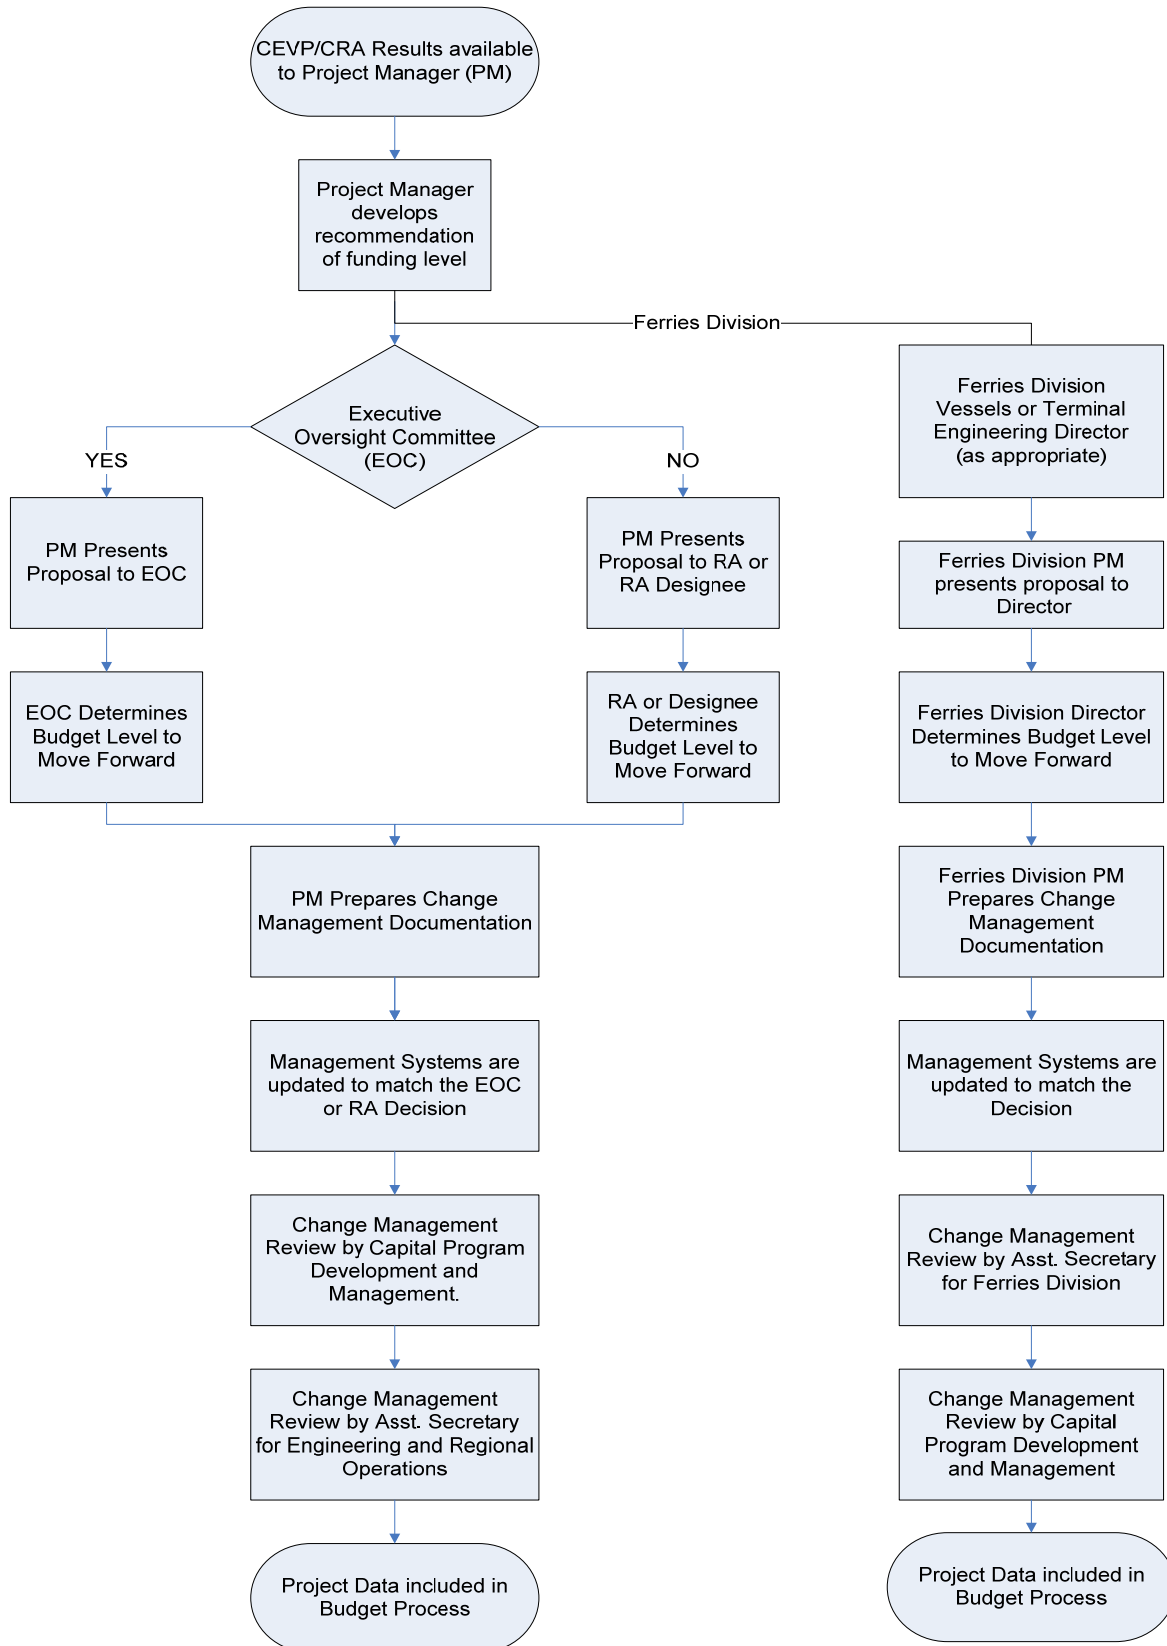 CEVP/CRA Results available
to Project Manager (PM)
Project Manager
develops
recommendation
of funding level
Ferries Division
Executive
Oversight Committee
(EOC)
YES
NO
PM Presents
Proposal to EOC
PM Presents
Proposal to RA or
RA Designee
EOC Determines
Budget Level to
Move Forward
RA or Designee
Determines
Budget Level to
Move Forward
PM Prepares Change
Management Documentation
Management Systems are
updated to match the EOC
or RA Decision
Change Management
Review by Capital Program
Development and
Management.
Change Management
Review by Asst. Secretary
for Engineering and Regional
Operations
Project Data included in
Budget Process
Ferries Division
Vessels or Terminal
Engineering Director
(as appropriate)
Ferries Division PM
presents proposal to
Director
Ferries Division Director
Determines Budget Level
to Move Forward
Ferries Division PM
Prepares Change
Management
Documentation
Management Systems are
updated to match the
Decision
Change Management
Review by Asst. Secretary
for Ferries Division
Change Management
Review by Capital
Program Development
and Management
Project Data included in
Budget Process